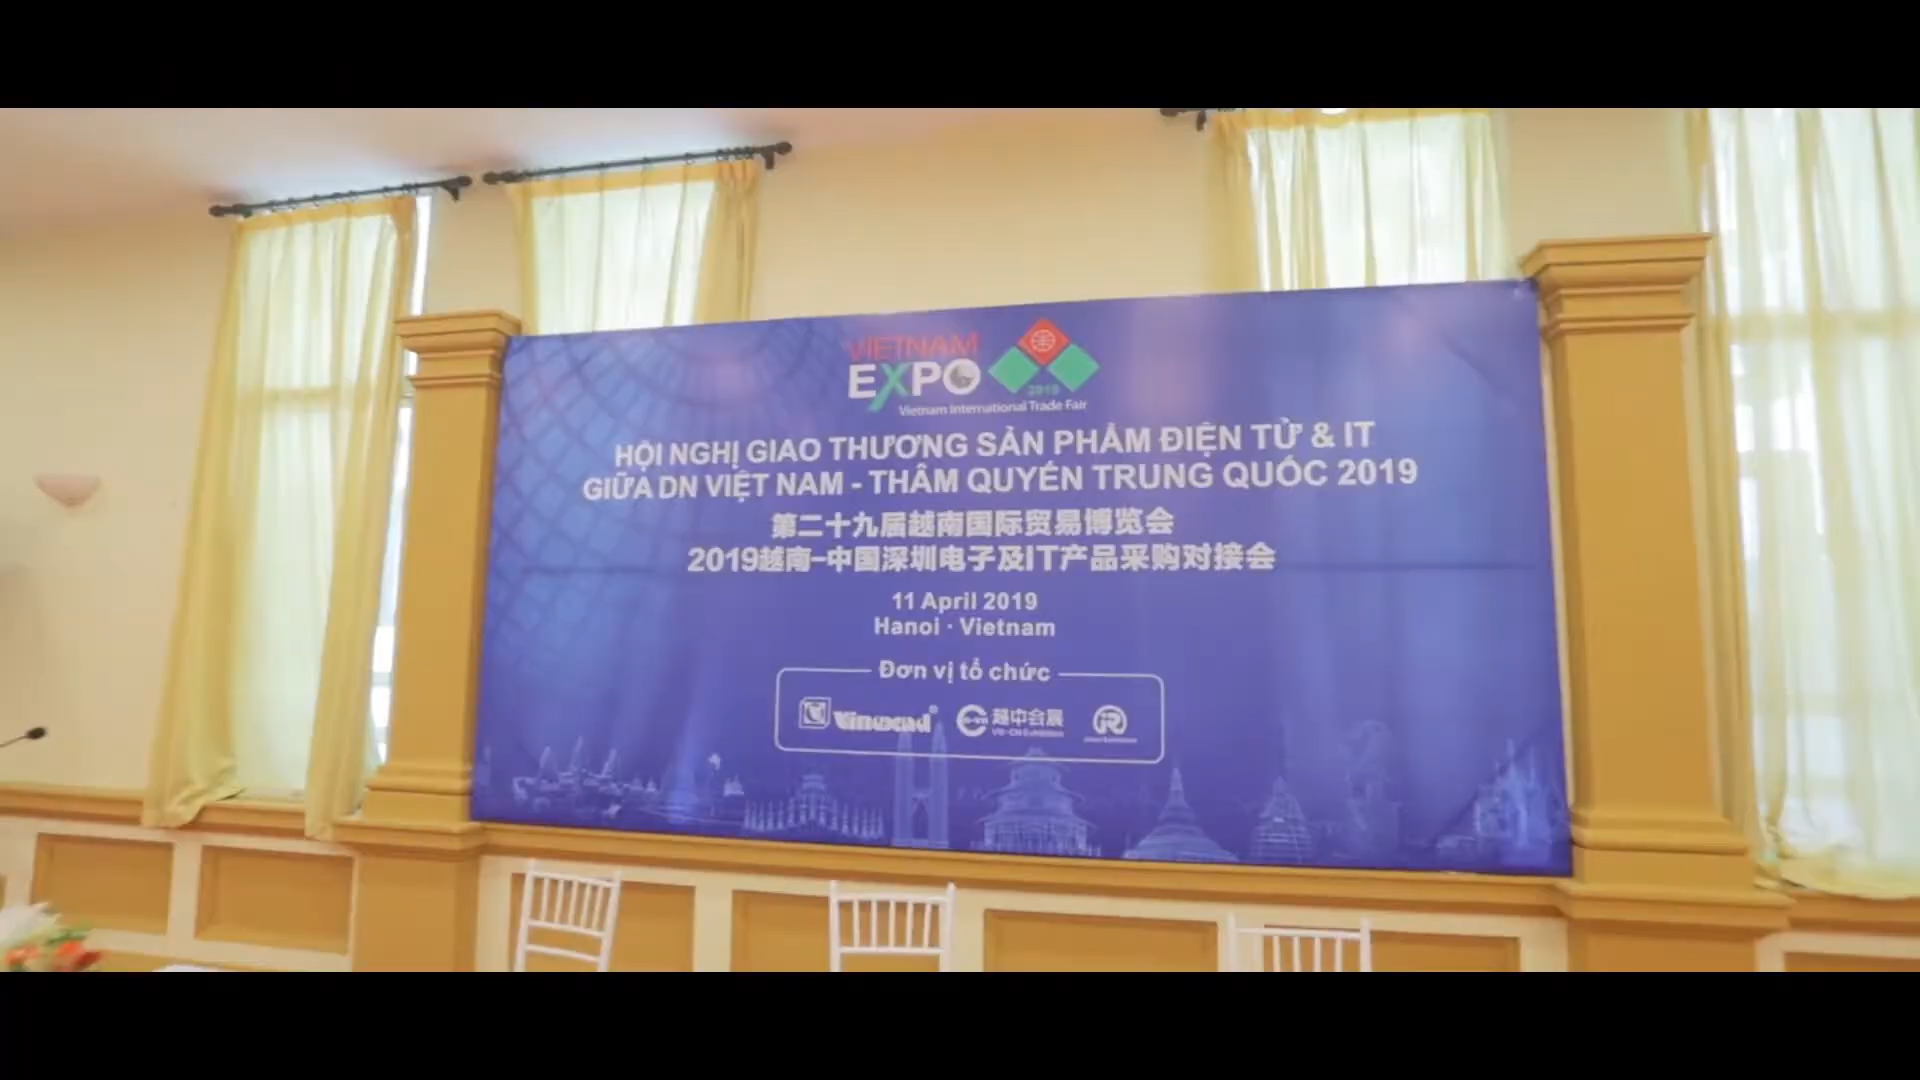 VIETNAM
EXPO
2019
Vietnam International Trade Fair
HỘI NGHỊ GIAO THƯƠNG SẢN PHẨM ĐIỆN TỬ & IT
GIỮA DN VIỆT NAM - THÂM QUYẾN TRUNG QUỐC 2019
第二十九届越南国际贸易博览会
2019越南-中国深圳电子及IT产品采购对接会
11 April 2019
Hanoi · Vietnam
Đơn vị tổ chức
Vinexad® 越中会展
VN-CN Exhibition